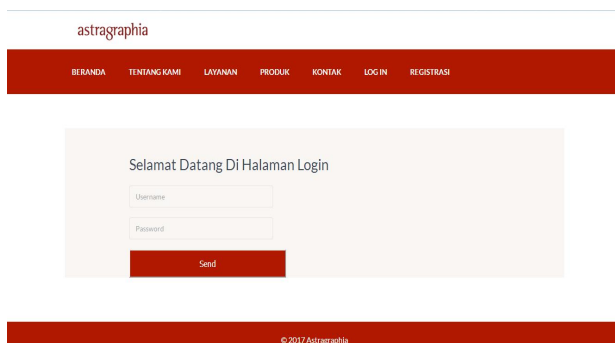 astragraphia
BERANDA TENTANG KAMI LAYANAN PRODUK KONTAK LOG IN REGISTRASI
Selamat Datang Di Halaman Login
Username
Password
Send
© 2017 Astragraphia